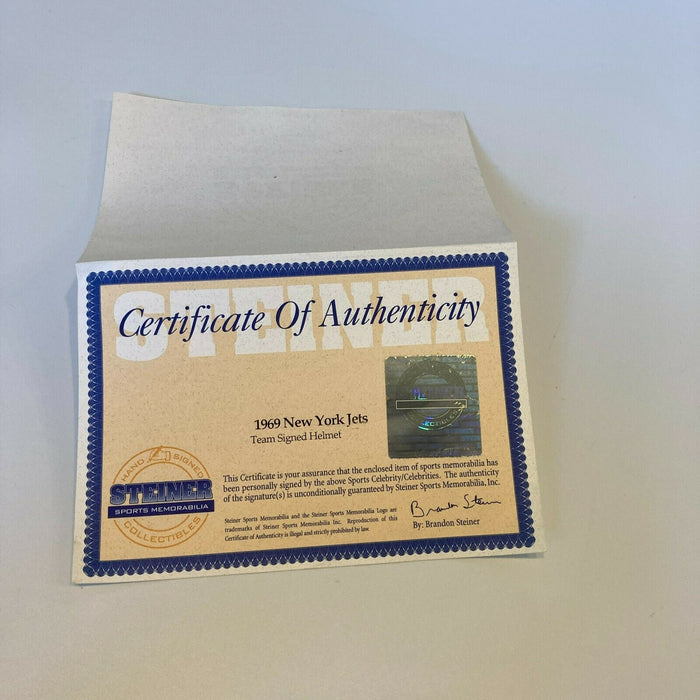 STEINER
Certificate Of Authenticity
1969 New York Jets
Team Signed Helmet
HAND SIGNED
STEINER
SPORTS MEMORABILIA
COLLECTIBLES
This Certificate is your assurance that the enclosed item of sports memorabilia has
been personally signed by the above Sports Celebrity/Celebrities. The authenticity
of the signature(s) is unconditionally guaranteed by Steiner Sports Memorabilia, Inc.
Steiner Sports Memorabilia and the Steiner Sports Memorabilia Logo are
trademarks of Steiner Sports Memorabilia Inc. Reproduction of this
Certificate of Authenticity is illegal and strictly prohibited by law.
Brandon Steiner
By: Brandon Steiner